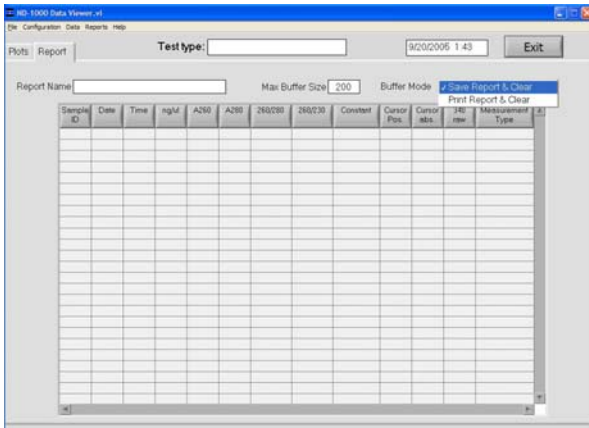 ND-1000 Data Viewer.vi
File Configuration Data Reports Help
Plots Report Test type: 9/20/2005 1:43 Exit
Report Name Max Buffer Size 200 Buffer Mode ✓ Save Report & Clear
Print Report & Clear
Sample ID Date Time ng/ul A260 A280 260/280 260/230 Constant Cursor Pos. Cursor abs. 340 raw Measurement Type